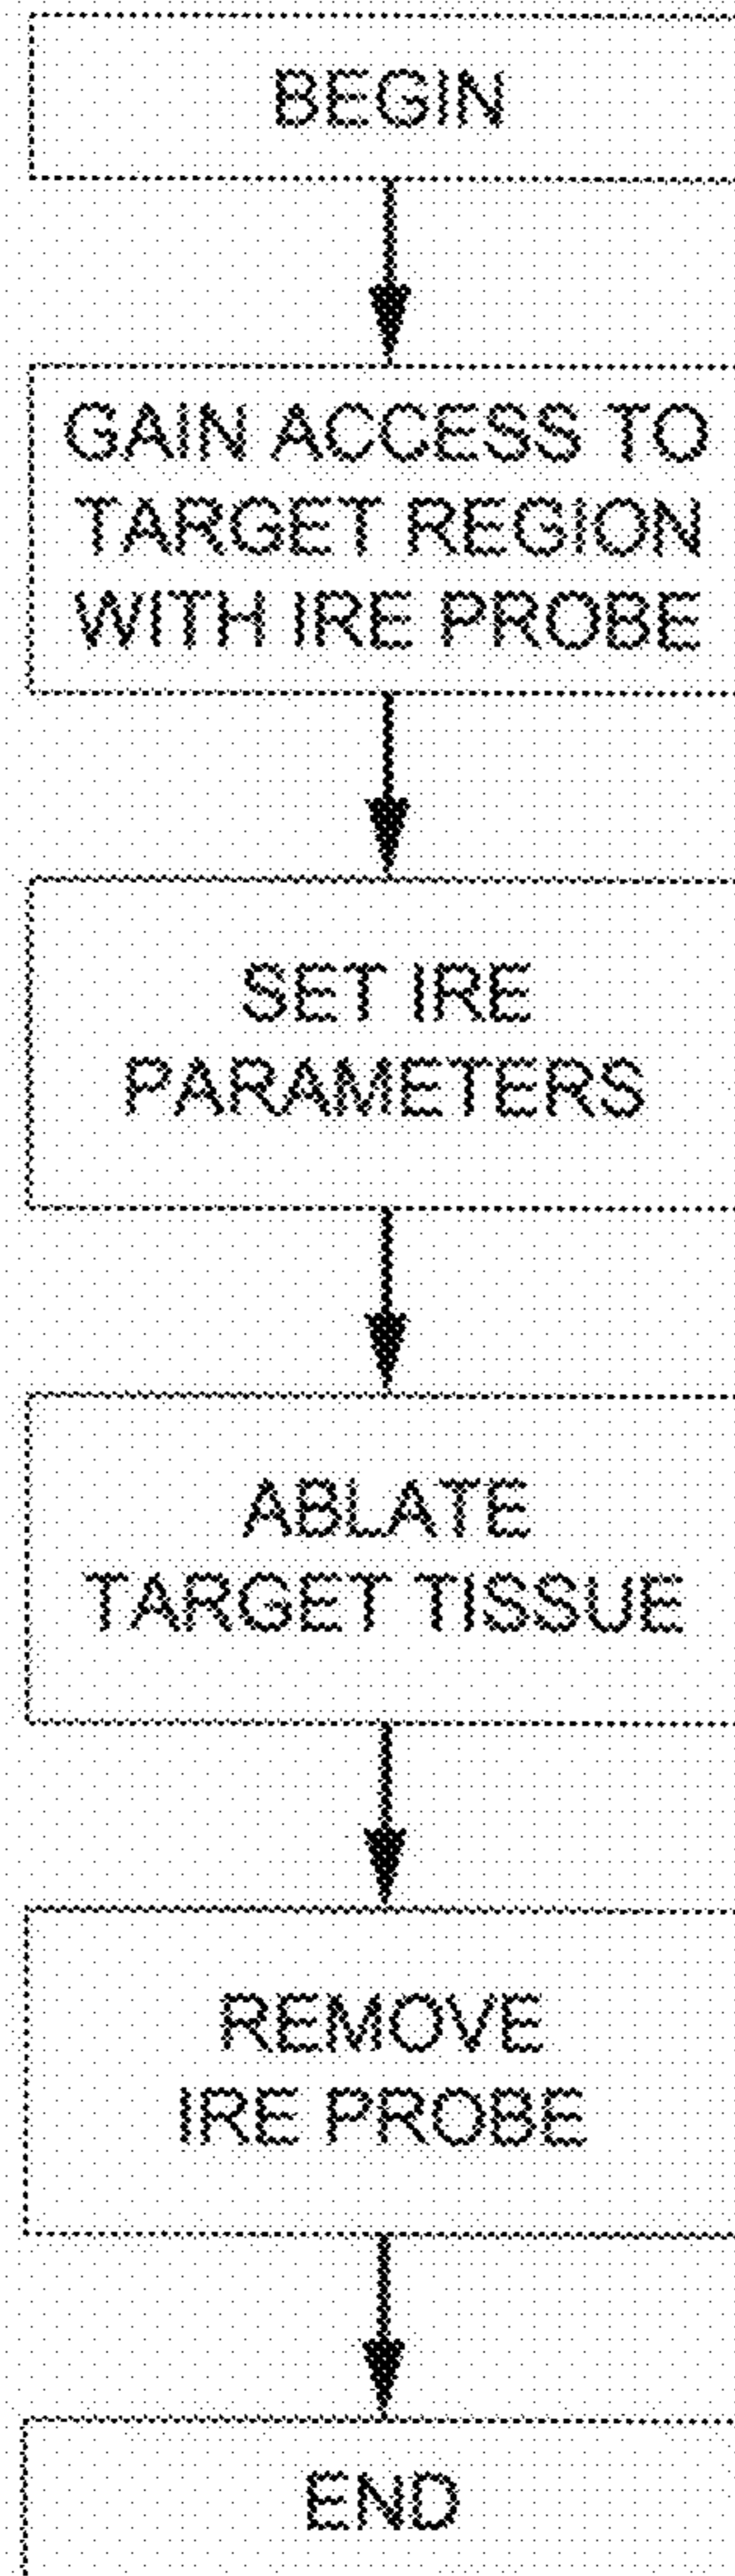 BEGIN
GAIN ACCESS TO
TARGET REGION
WITH IRE PROBE
SET IRE
PARAMETERS
ABLATE
TARGET TISSUE
REMOVE
IRE PROBE
END